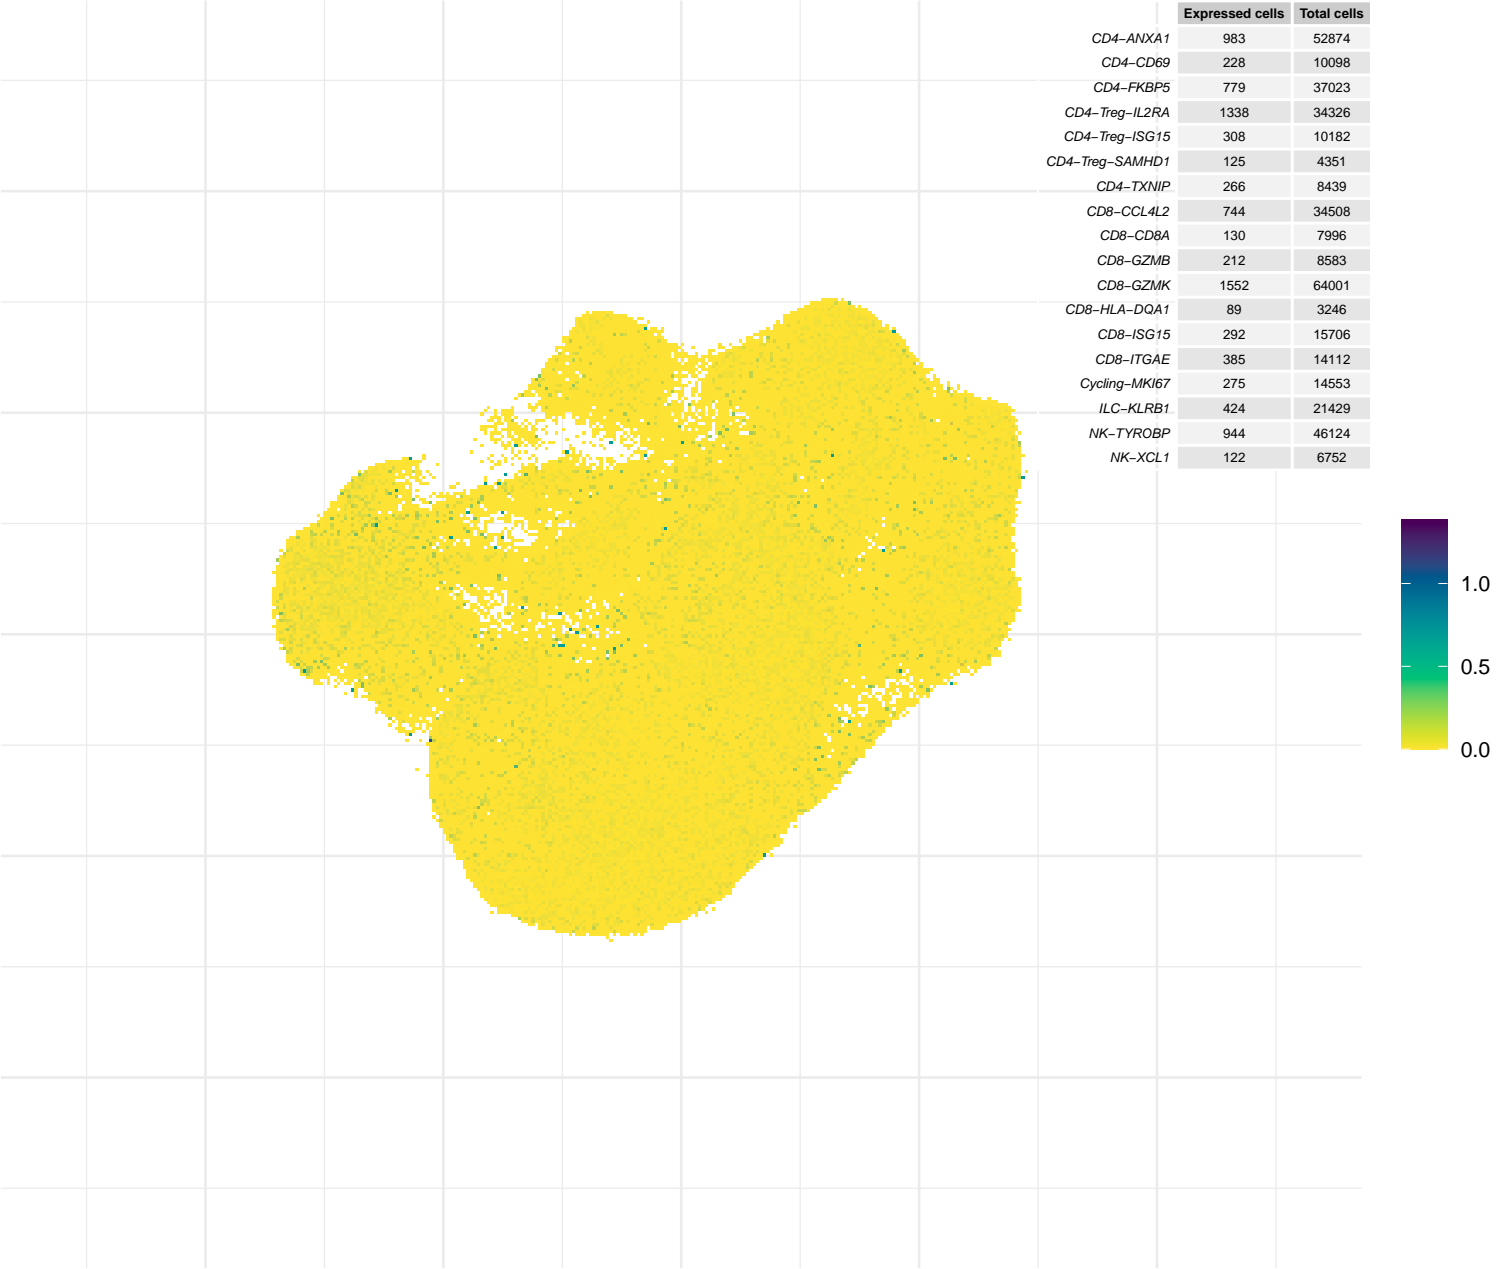 Expressed cells Total cells
CD4−ANXA1 983 52874
CD4−CD69 228 10098
CD4−FKBP5 779 37023
CD4−Treg−IL2RA 1338 34326
CD4−Treg−ISG15 308 10182
CD4−Treg−SAMHD1 125 4351
CD4−TXNIP 266 8439
CD8−CCL4L2 744 34508
CD8−CD8A 130 7996
CD8−GZMB 212 8583
CD8−GZMK 1552 64001
CD8−HLA−DQA1 89 3246
CD8−ISG15 292 15706
CD8−ITGAE 385 14112
Cycling−MKI67 275 14553
ILC−KLRB1 424 21429
NK−TYROBP 944 46124
NK−XCL1 122 6752
1.0
0.5
0.0